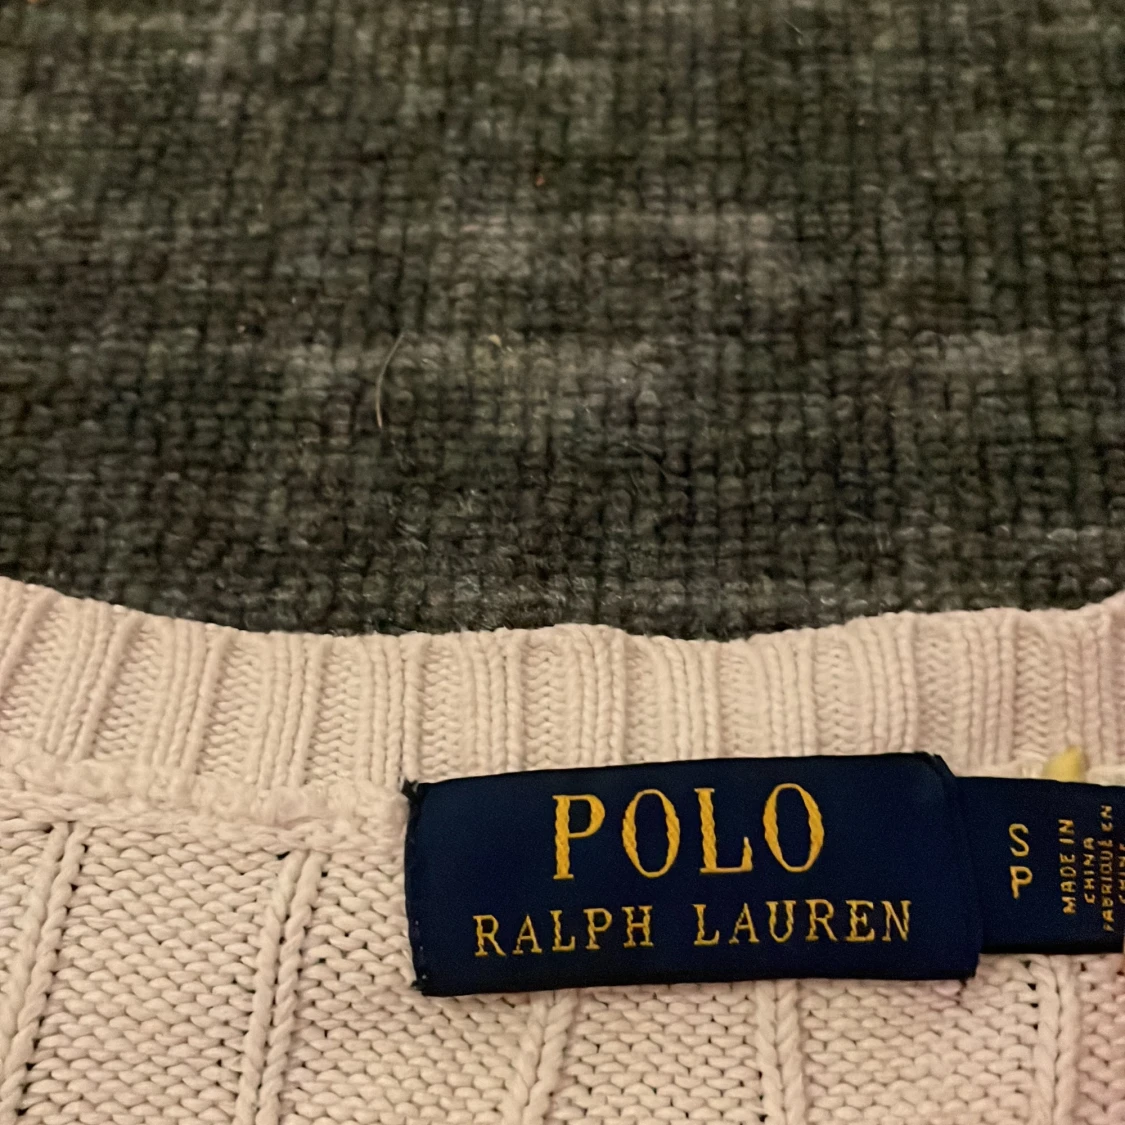 POLO
RALPH LAUREN
S
P
MADE IN
CHINA
FABRIQUÉ EN